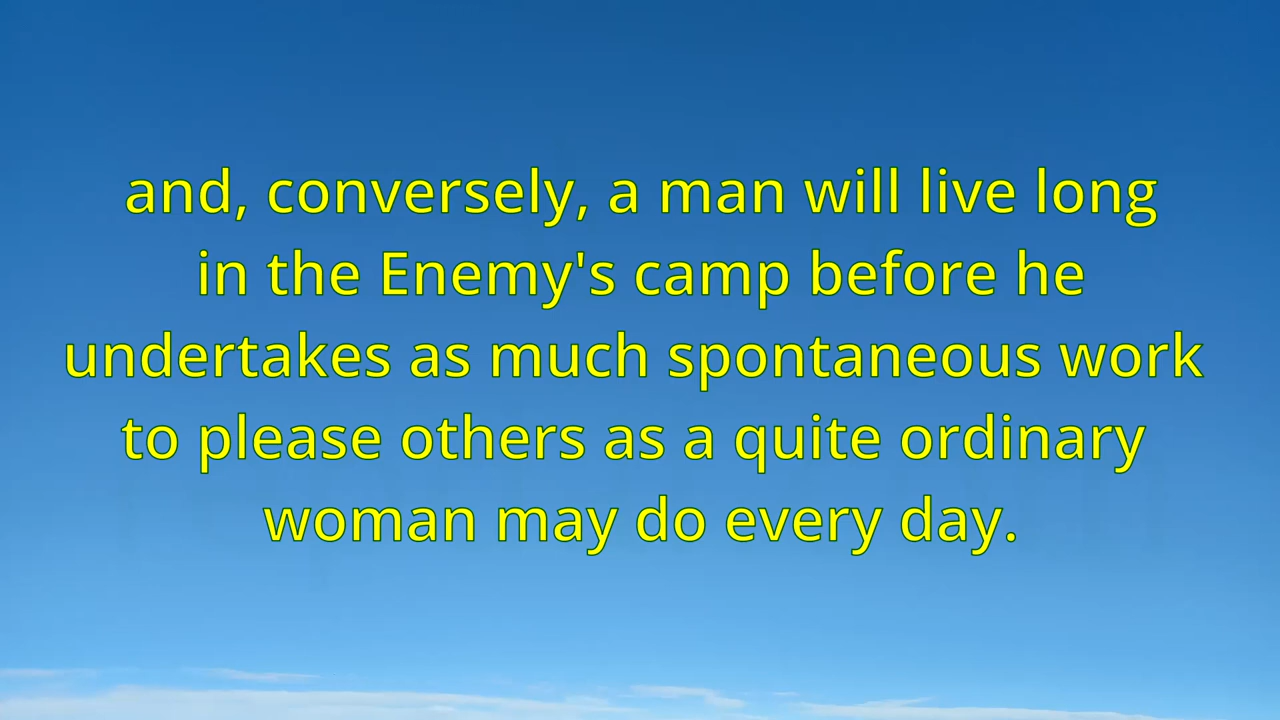 and, conversely, a man will live long
in the Enemy's camp before he
undertakes as much spontaneous work
to please others as a quite ordinary
woman may do every day.